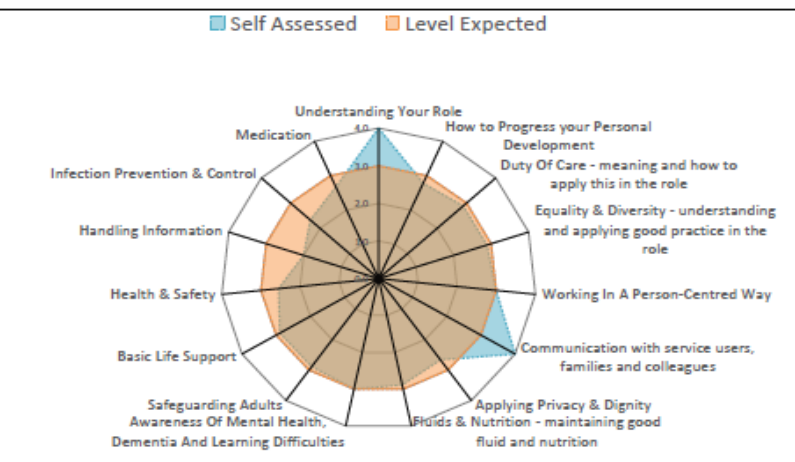 Self Assessed
Level Expected
Understanding Your Role
How to Progress your Personal
Development
Duty Of Care - meaning and how to
apply this in the role
Equality & Diversity - understanding
and applying good practice in the
role
Working In A Person-Centred Way
Communication with service users,
families and colleagues
Applying Privacy & Dignity
Fluids & Nutrition - maintaining good
fluid and nutrition
Awareness Of Mental Health,
Dementia And Learning Difficulties
Safeguarding Adults
Basic Life Support
Health & Safety
Handling Information
Infection Prevention & Control
Medication
4.0
3.0
2.0